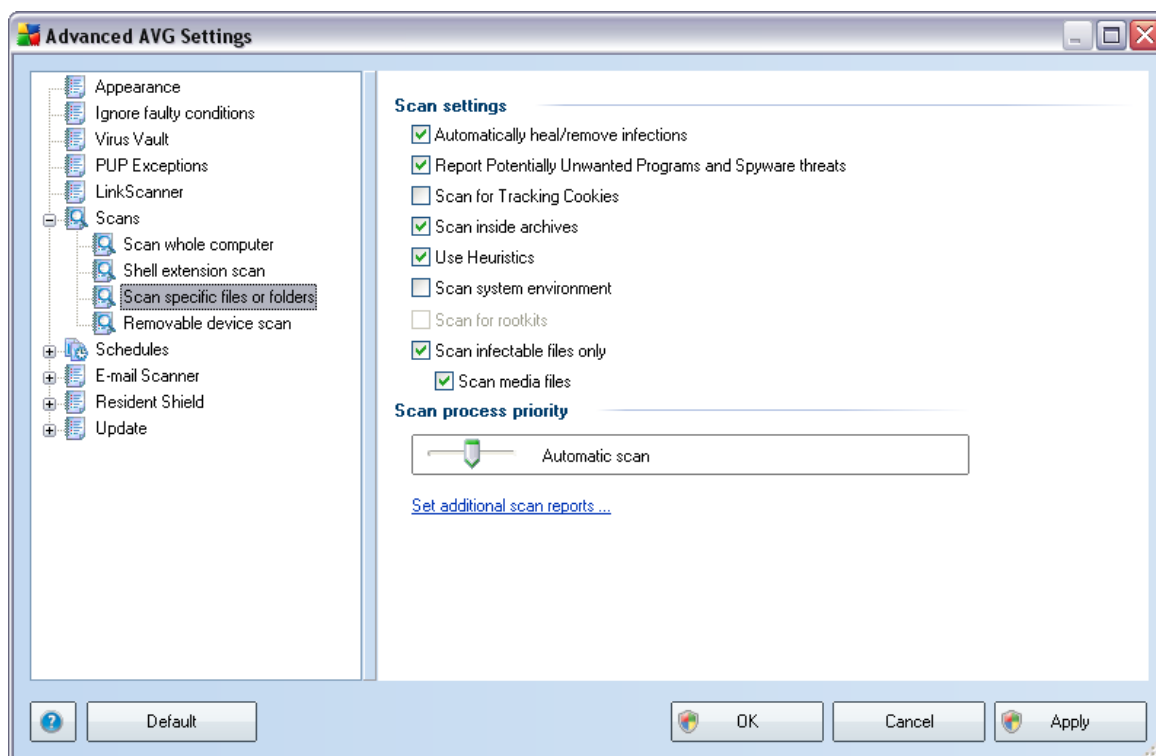 Advanced AVG Settings
Appearance
Ignore faulty conditions
Virus Vault
PUP Exceptions
LinkScanner
Scans
Scan whole computer
Shell extension scan
Scan specific files or folders
Removable device scan
Schedules
E-mail Scanner
Resident Shield
Update
Scan settings
Automatically heal/remove infections
Report Potentially Unwanted Programs and Spyware threats
Scan for Tracking Cookies
Scan inside archives
Use Heuristics
Scan system environment
Scan for rootkits
Scan infectable files only
Scan media files
Scan process priority
Automatic scan
Set additional scan reports ...
Default
OK
Cancel
Apply